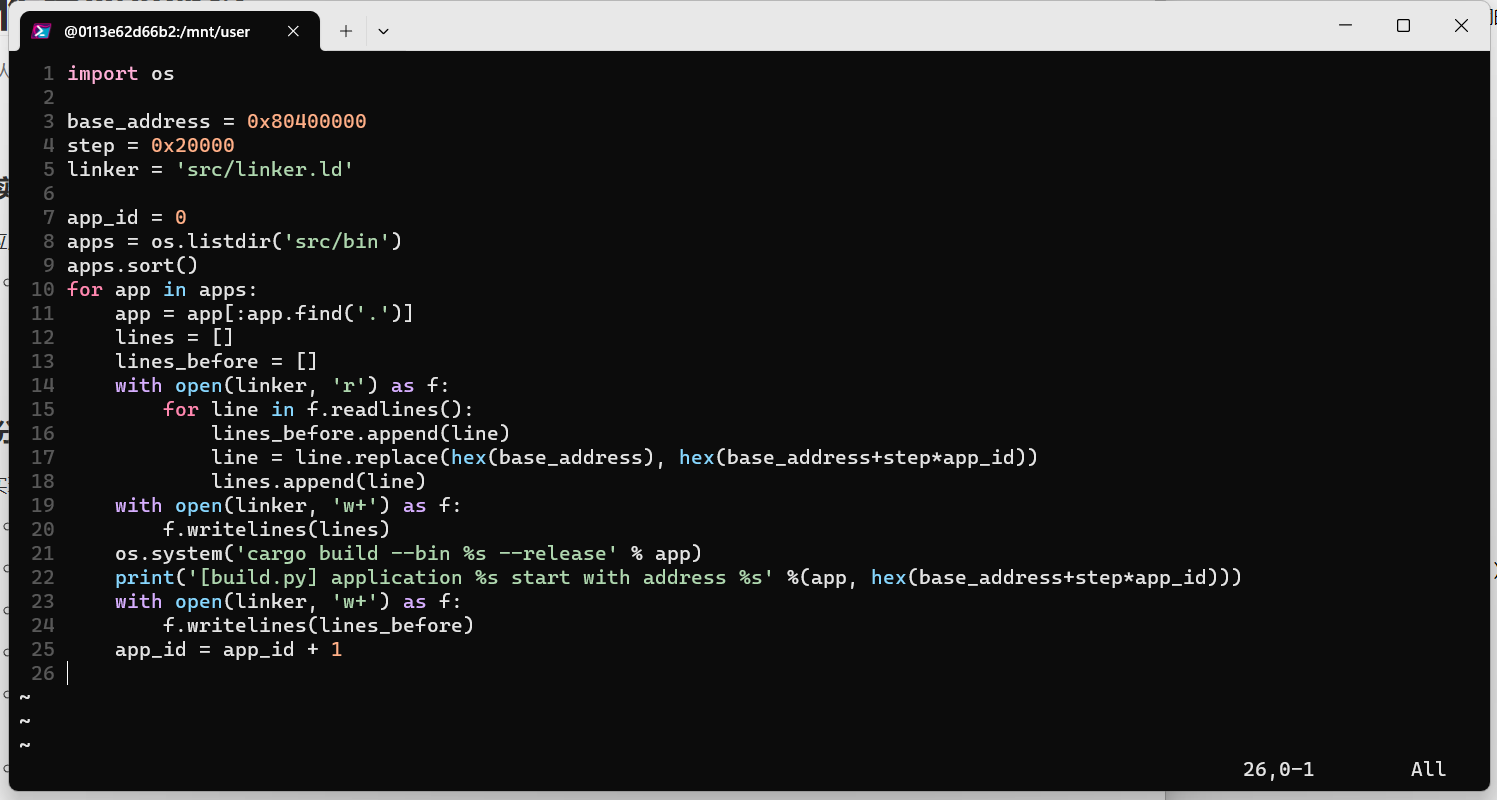 @0113e62d66b2:/mnt/user
1 import os
2
3 base_address = 0x80400000
4 step = 0x20000
5 linker = 'src/linker.ld'
6
7 app_id = 0
8 apps = os.listdir('src/bin')
9 apps.sort()
10 for app in apps:
11     app = app[:app.find('.')]
12     lines = []
13     lines_before = []
14     with open(linker, 'r') as f:
15         for line in f.readlines():
16             lines_before.append(line)
17             line = line.replace(hex(base_address), hex(base_address+step*app_id))
18             lines.append(line)
19     with open(linker, 'w+') as f:
20         f.writelines(lines)
21     os.system('cargo build --bin %s --release' % app)
22     print('[build.py] application %s start with address %s' %(app, hex(base_address+step*app_id)))
23     with open(linker, 'w+') as f:
24         f.writelines(lines_before)
25     app_id = app_id + 1
26
~
~
~
26,0-1 All